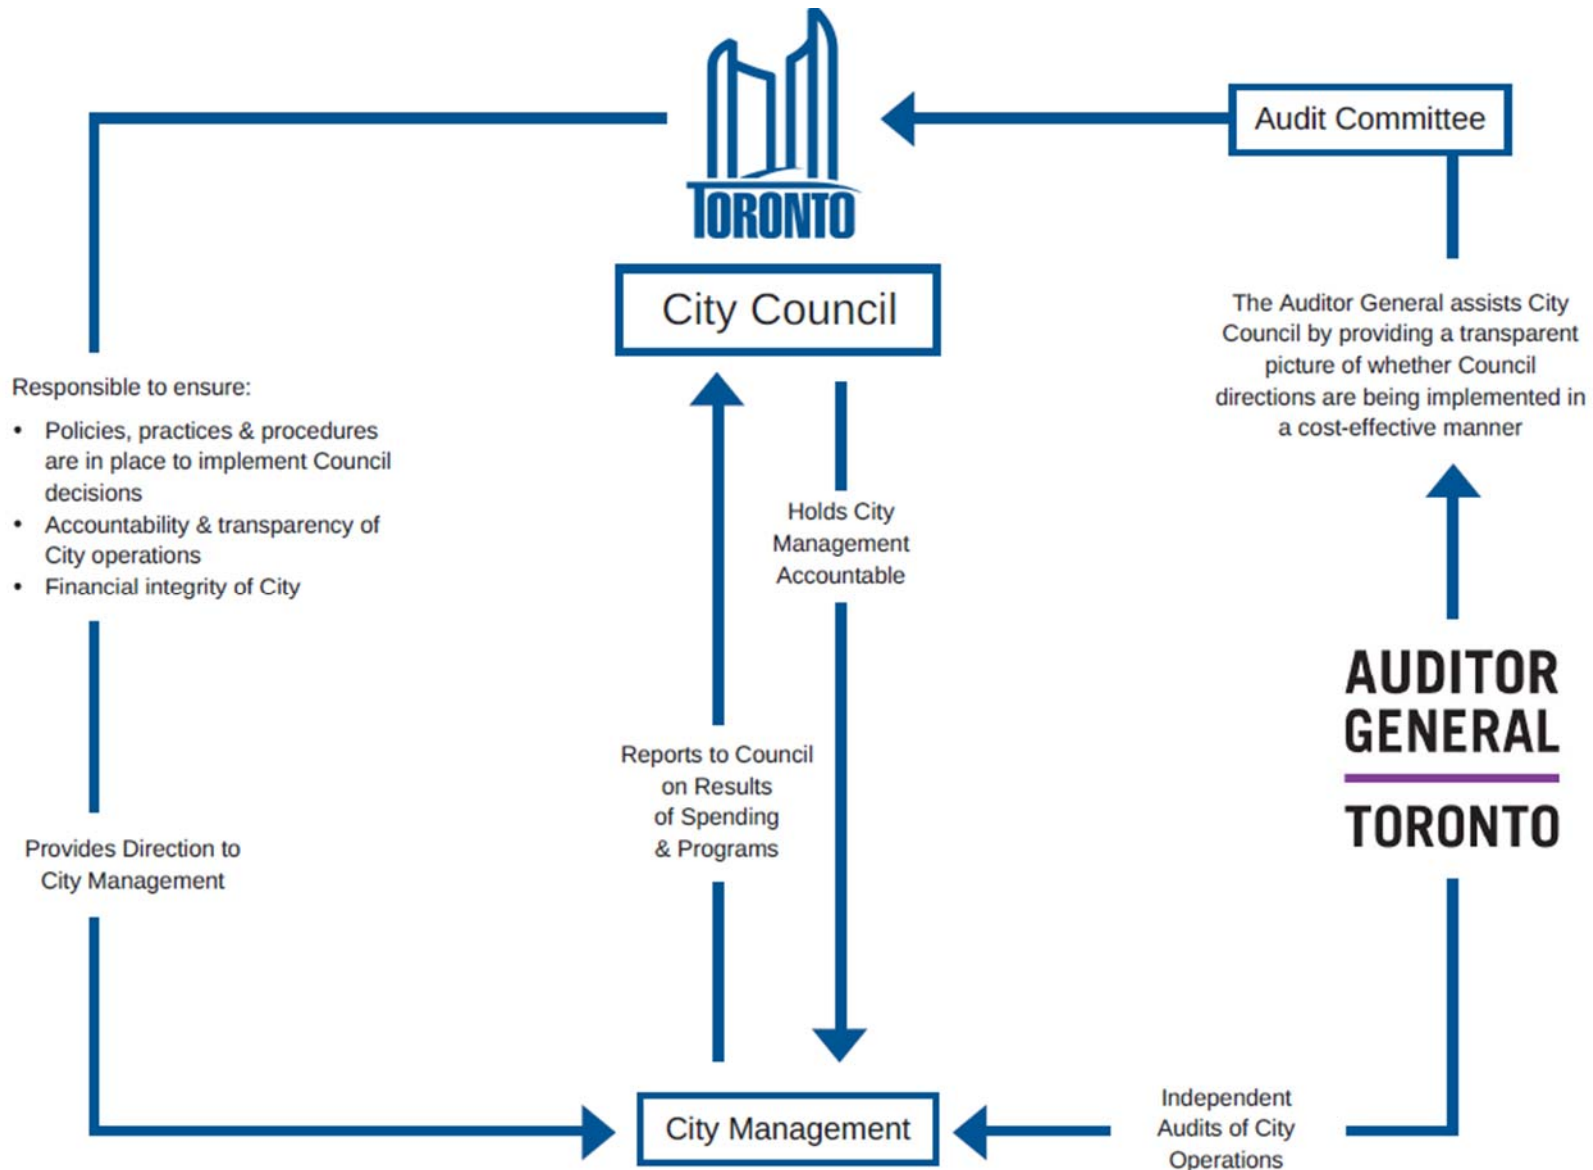 TORONTO
Audit Committee
City Council
The Auditor General assists City
Council by providing a transparent
picture of whether Council
directions are being implemented in
a cost-effective manner
Responsible to ensure:
• Policies, practices & procedures
are in place to implement Council
decisions
• Accountability & transparency of
City operations
• Financial integrity of City
Holds City
Management
Accountable
Reports to Council
on Results
of Spending
& Programs
AUDITOR
GENERAL
TORONTO
Provides Direction to
City Management
City Management
Independent
Audits of City
Operations